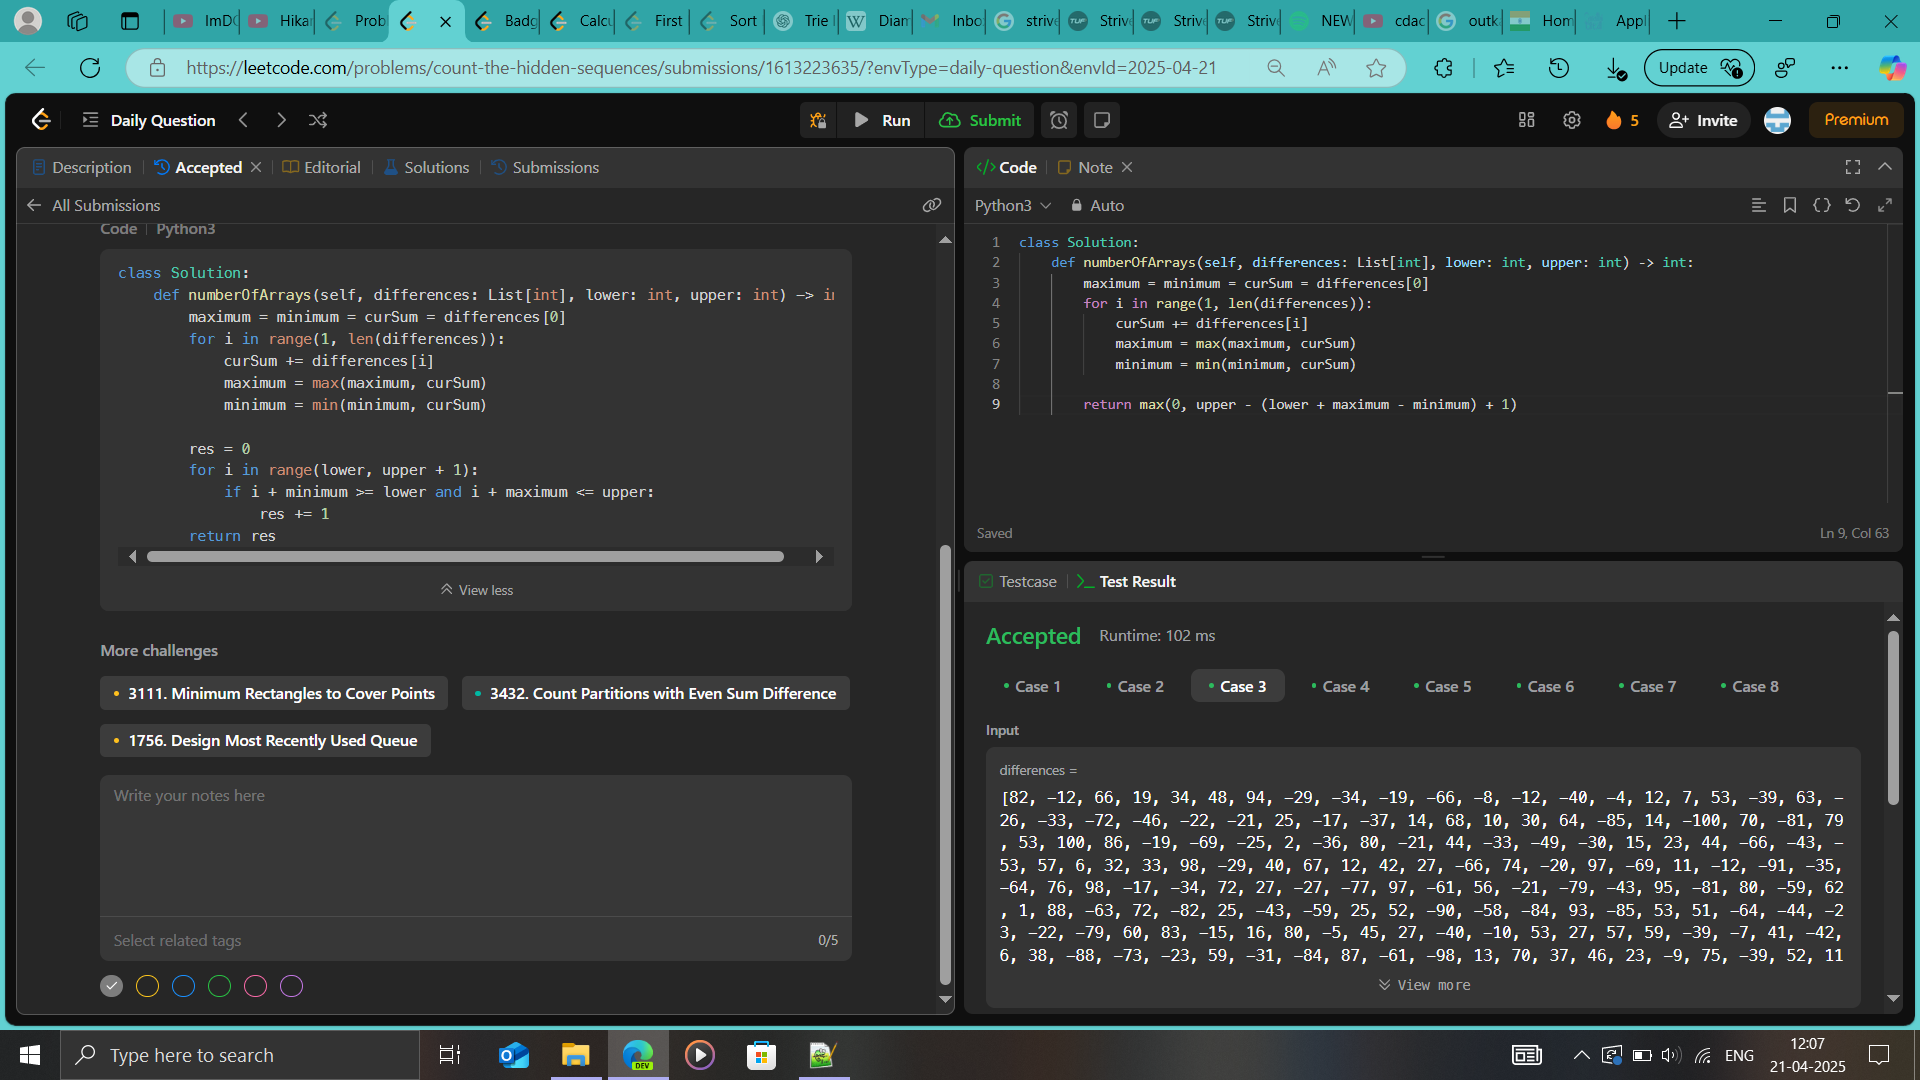 ImDC
Hikar
Prob
Badg
Calcu
First
Sort
Trie I
Dian
Inbo
strive
Strive
Strive
Strive
NEW
cdac
outk
Hom
Appl
https://leetcode.com/problems/count-the-hidden-sequences/submissions/1613223635/?envType=daily-question&envId=2025-04-21
Update
Daily Question
Run
Submit
5
Invite
Premium
Description
Accepted
Editorial
Solutions
Submissions
All Submissions
Code
Python3
class Solution:
def numberOfArrays(self, differences: List[int], lower: int, upper: int) -> in
maximum = minimum = curSum = differences[0]
for i in range(1, len(differences)):
curSum += differences[i]
maximum = max(maximum, curSum)
minimum = min(minimum, curSum)
res = 0
for i in range(lower, upper + 1):
if i + minimum >= lower and i + maximum <= upper:
res += 1
return res
View less
More challenges
3111. Minimum Rectangles to Cover Points
3432. Count Partitions with Even Sum Difference
1756. Design Most Recently Used Queue
Write your notes here
Select related tags
0/5
Code
Note
Python3
Auto
1 class Solution:
2 def numberOfArrays(self, differences: List[int], lower: int, upper: int) -> int:
3 maximum = minimum = curSum = differences[0]
4 for i in range(1, len(differences)):
5 curSum += differences[i]
6 maximum = max(maximum, curSum)
7 minimum = min(minimum, curSum)
8
9 return max(0, upper - (lower + maximum - minimum) + 1)
Saved
Ln 9, Col 63
Testcase
Test Result
Accepted
Runtime: 102 ms
Case 1
Case 2
Case 3
Case 4
Case 5
Case 6
Case 7
Case 8
Input
differences =
[82, -12, 66, 19, 34, 48, 94, -29, -34, -19, -66, -8, -12, -40, -4, 12, 7, 53, -39, 63, -
26, -33, -72, -46, -22, -21, 25, -17, -37, 14, 68, 10, 30, 64, -85, 14, -100, 70, -81, 79
, 53, 100, 86, -19, -69, -25, 2, -36, 80, -21, 44, -33, -49, -30, 15, 23, 44, -66, -43, -
53, 57, 6, 32, 33, 98, -29, 40, 67, 12, 42, 27, -66, 74, -20, 97, -69, 11, -12, -91, -35,
-64, 76, 98, -17, -34, 72, 27, -27, -77, 97, -61, 56, -21, -79, -43, 95, -81, 80, -59, 62
, 1, 88, -63, 72, -82, 25, -43, -59, 25, 52, -90, -58, -84, 93, -85, 53, 51, -64, -44, -2
3, -22, -79, 60, 83, -15, 16, 80, -5, 45, 27, -40, -10, 53, 27, 57, 59, -39, -7, 41, -42,
6, 38, -88, -73, -23, 59, -31, -84, 87, -61, -98, 13, 70, 37, 46, 23, -9, 75, -39, 52, 11
View more
Type here to search
DEV
ENG
12:07
21-04-2025